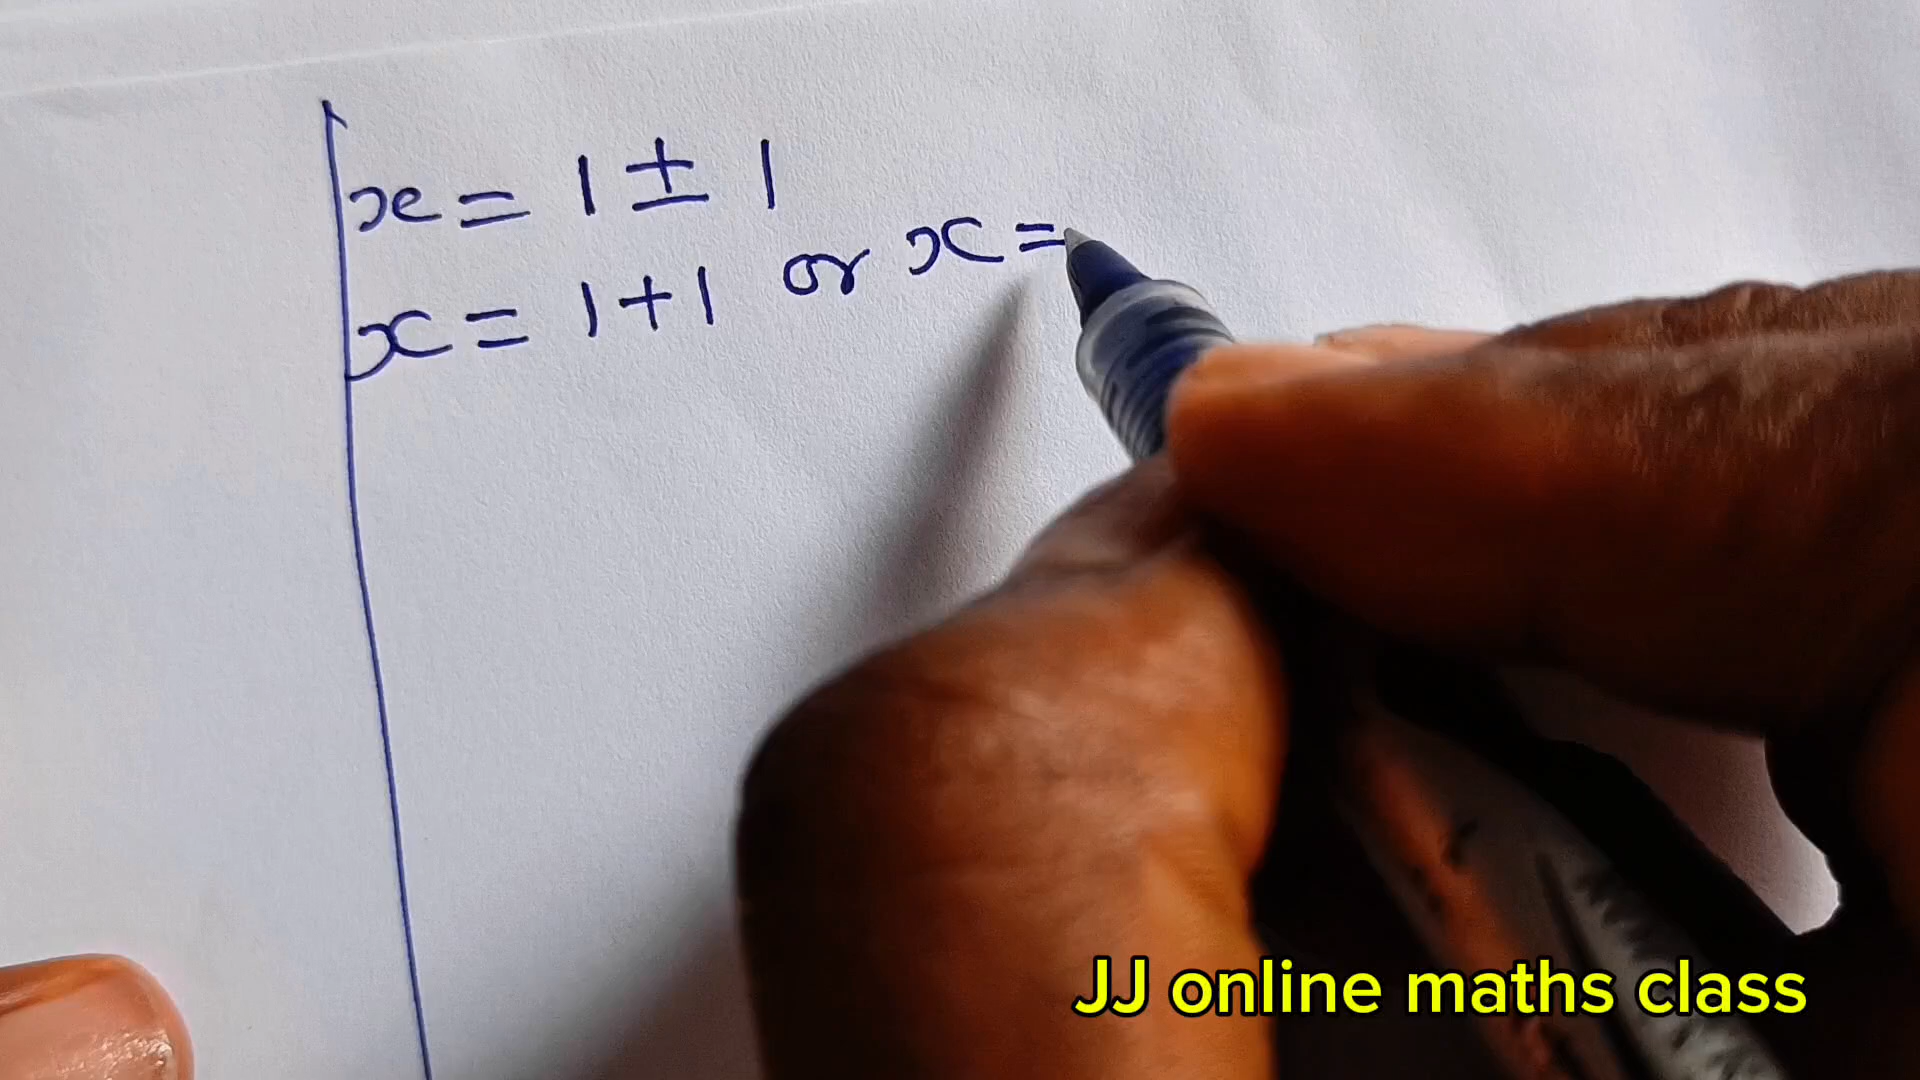 x = 1 ± 1
x = 1+1 or x =
JJ online maths class